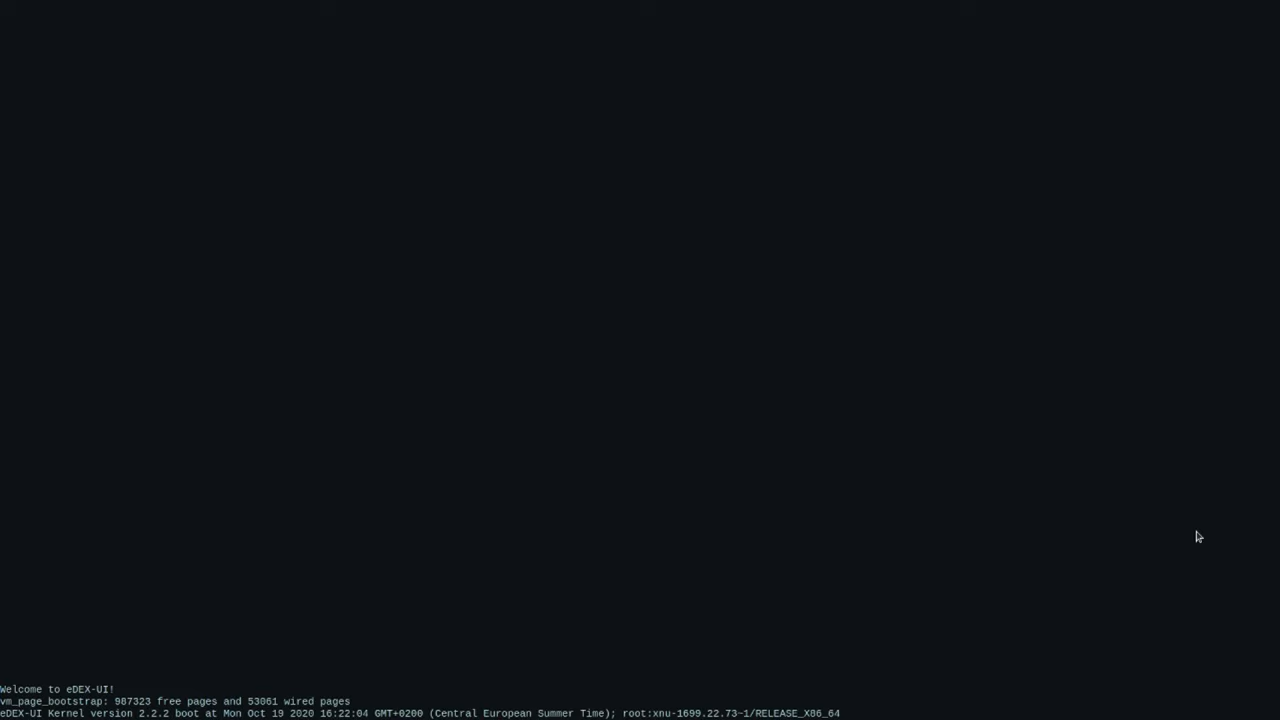 Welcome to eDEX-UI!
vm_page_bootstrap: 987323 free pages and 53061 wired pages
eDEX-UI Kernel version 2.2.2 boot at Mon Oct 19 2020 16:22:04 GMT+0200 (Central European Summer Time); root:xnu-1699.22.73~1/RELEASE_X86_64